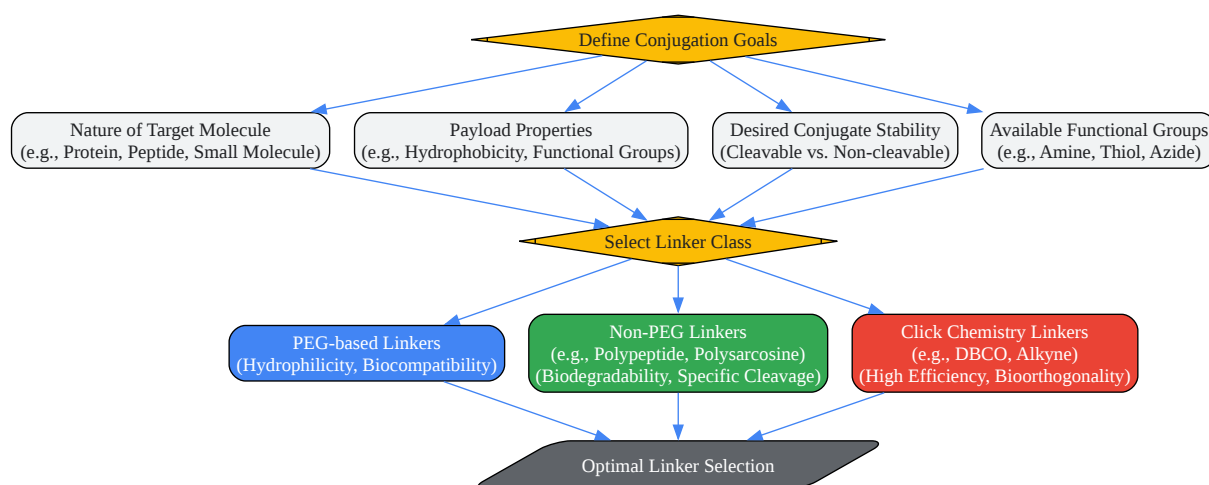 Define Conjugation Goals
Nature of Target Molecule
(e.g., Protein, Peptide, Small Molecule)
Payload Properties
(e.g., Hydrophobicity, Functional Groups)
Desired Conjugate Stability
(Cleavable vs. Non-cleavable)
Available Functional Groups
(e.g., Amine, Thiol, Azide)
Select Linker Class
PEG-based Linkers
(Hydrophilicity, Biocompatibility)
Non-PEG Linkers
(e.g., Polypeptide, Polysarcosine)
(Biodegradability, Specific Cleavage)
Click Chemistry Linkers
(e.g., DBCO, Alkyne)
(High Efficiency, Bioorthogonality)
Optimal Linker Selection